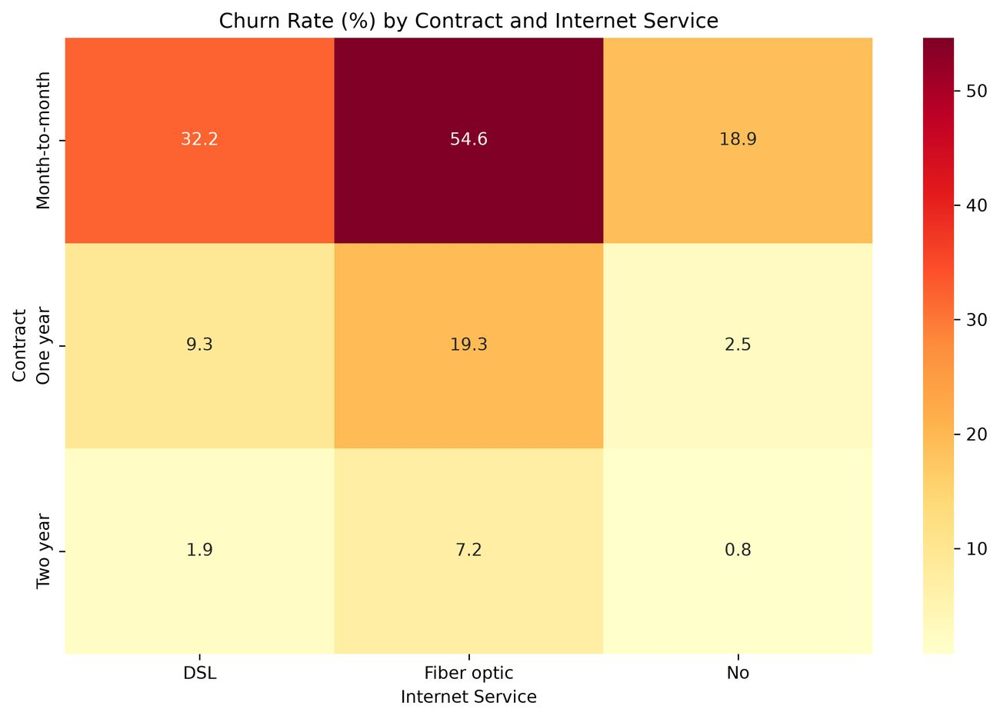 Churn Rate (%) by Contract and Internet Service
Contract
Month-to-month
32.2 54.6 18.9
One year
9.3 19.3 2.5
Two year
1.9 7.2 0.8
DSL Fiber optic No
Internet Service
50
40
30
20
10